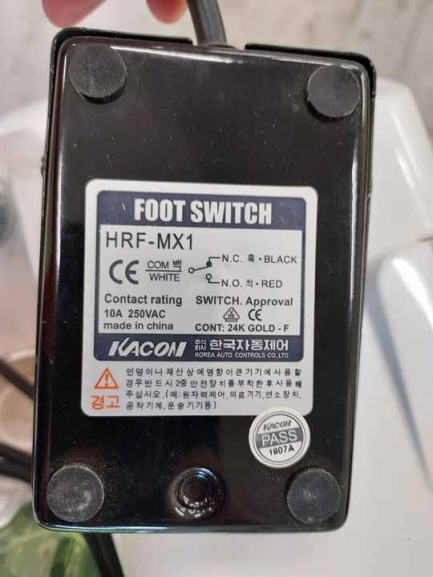 FOOT SWITCH
HRF-MX1
N.C. 흑·BLACK
COM 백
WHITE
N.O. 적·RED
CE
Contact rating
SWITCH. Approval
10A 250VAC
CE
made in china
CONT: 24K GOLD-F
KACON 주식회사 한국자동제어
KOREA AUTO CONTROLS CO.,LTD
경고
인명이나 재산상에 영향이 큰 기기에 사용할
경우 반드시 2중 안전장치를 부착한 후 사용해
주십시오. (예: 원자력제어, 의료기기, 연소장치,
공작기계, 운송기기등)
KACON
PASS
1907A